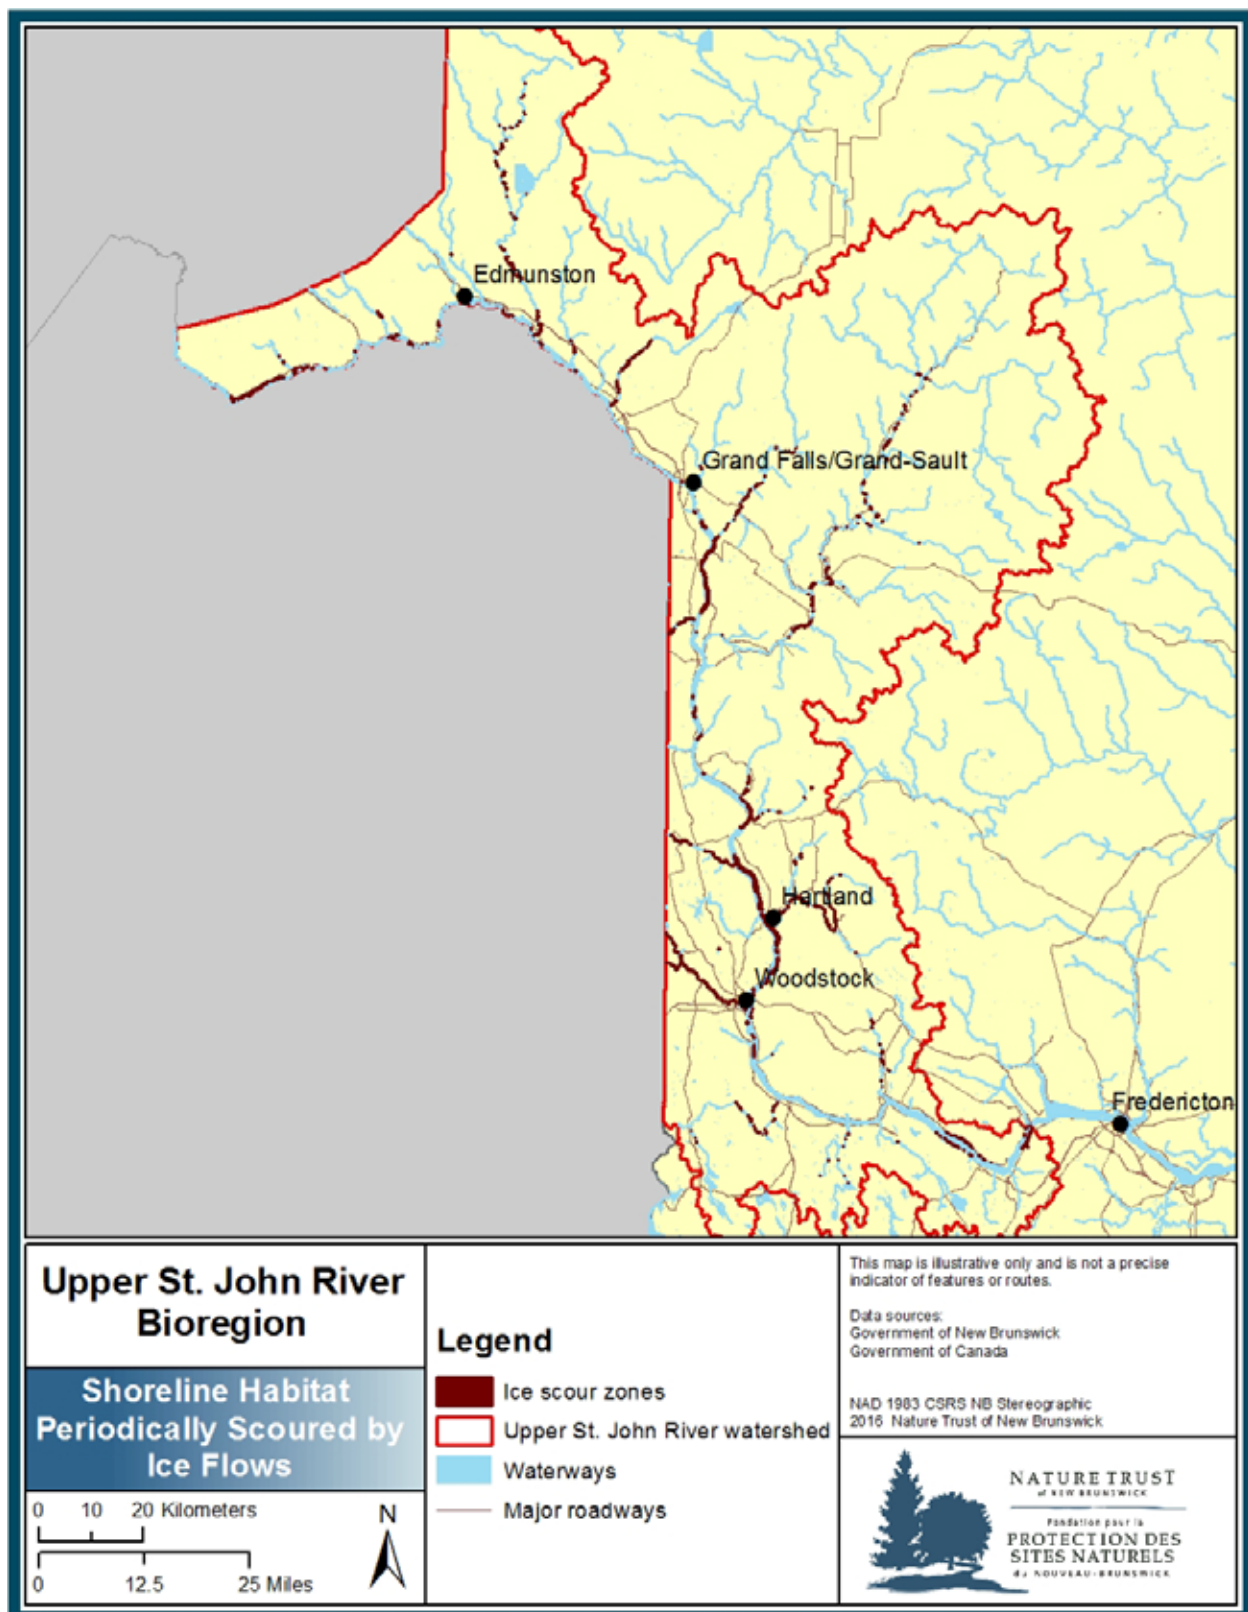 Edmunston
Grand Falls/Grand-Sault
Hartland
Woodstock
Fredericton
Upper St. John River
Bioregion
Shoreline Habitat
Periodically Scoured by
Ice Flows
0 10 20 Kilometers
0 12.5 25 Miles
N
Legend
Ice scour zones
Upper St. John River watershed
Waterways
Major roadways
This map is illustrative only and is not a precise
indicator of features or routes.
Data sources:
Government of New Brunswick
Government of Canada
NAD 1983 CSRS NB Stereographic
2016 Nature Trust of New Brunswick
NATURE TRUST
of NEW BRUNSWICK
Fondation pour la
PROTECTION DES
SITES NATURELS
du NOUVEAU-BRUNSWICK